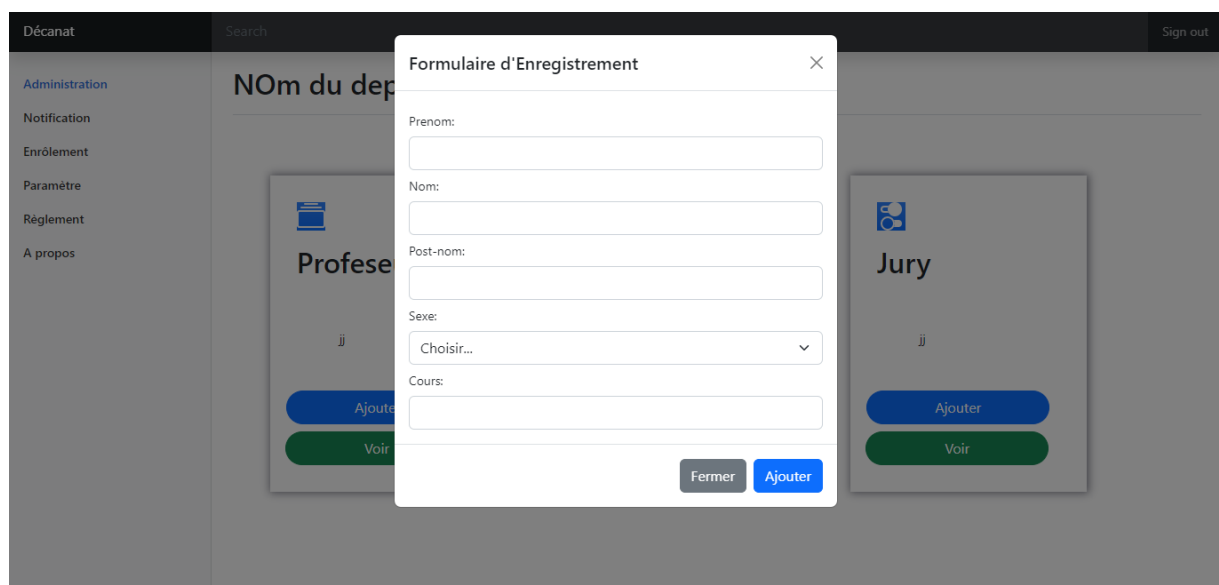 Décanat
Search
Sign out
Administration
Notification
Enrôlement
Paramètre
Règlement
A propos
NOm du dep
Formulaire d'Enregistrement
Prenom:
Nom:
Post-nom:
Sexe:
Choisir...
Cours:
Fermer
Ajouter
Profese
jj
Ajoute
Voir
Jury
jj
Ajouter
Voir